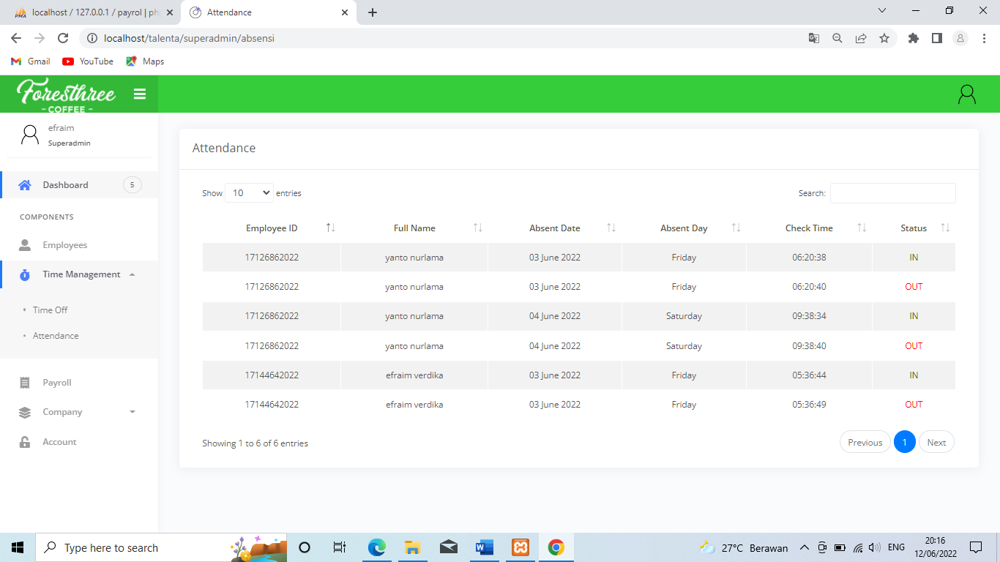 localhost / 127.0.0.1 / payrol | ph
Attendance
localhost/talenta/superadmin/absensi
Gmail YouTube Maps
Foresthree
- COFFEE -
efraim
Superadmin
Dashboard 5
COMPONENTS
Employees
Time Management
Time Off
Attendance
Payroll
Company
Account
Attendance
Show 10 entries Search:
Employee ID Full Name Absent Date Absent Day Check Time Status
17126862022 yanto nurlama 03 June 2022 Friday 06:20:38 IN
17126862022 yanto nurlama 03 June 2022 Friday 06:20:40 OUT
17126862022 yanto nurlama 04 June 2022 Saturday 09:38:34 IN
17126862022 yanto nurlama 04 June 2022 Saturday 09:38:40 OUT
17144642022 efraim verdika 03 June 2022 Friday 05:36:44 IN
17144642022 efraim verdika 03 June 2022 Friday 05:36:49 OUT
Showing 1 to 6 of 6 entries Previous 1 Next
Type here to search
27°C Berawan
ENG
20:16
12/06/2022